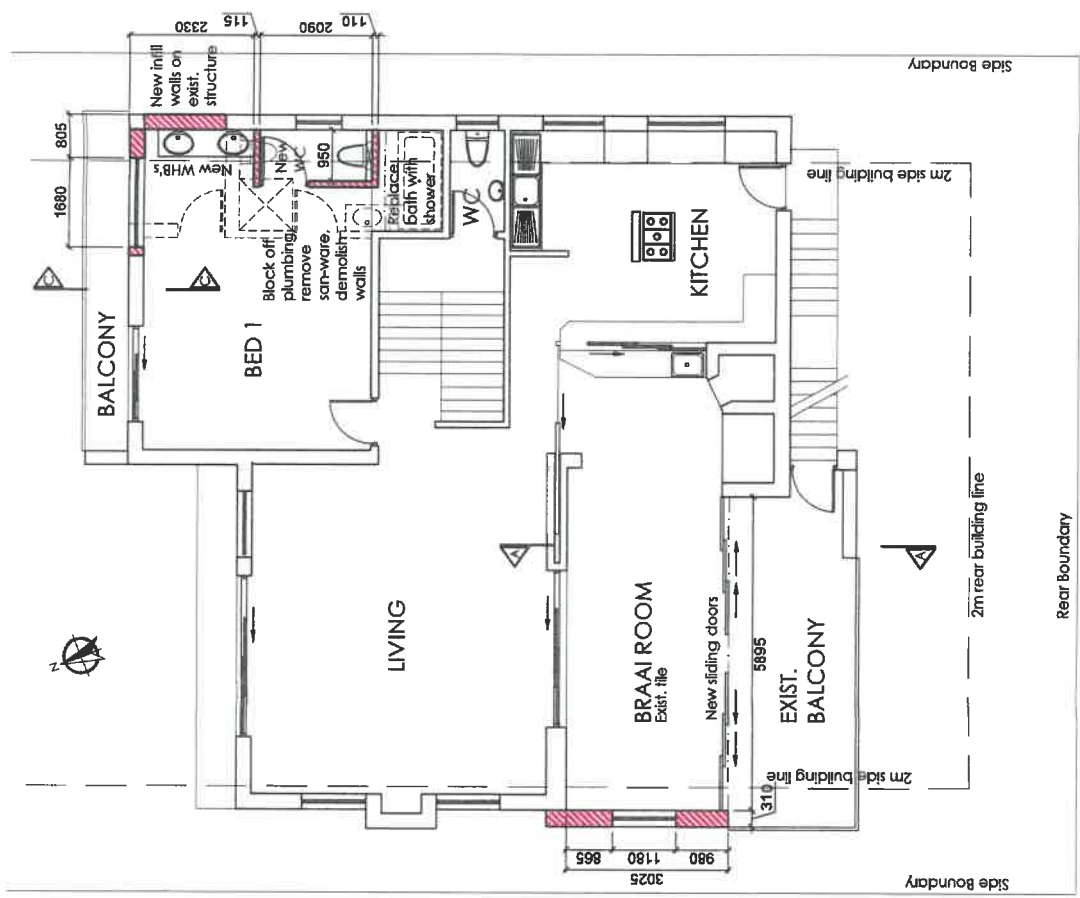 2330
115
2090
110
New infill
walls on
exist.
structure
Side Boundary
805
1680
New WHB's
New
WC
950
Replace
bath with
shower
WC
2m side building line
C
C
Block off
plumbing,
remove
san-ware,
demolish
walls
BALCONY
BED 1
KITCHEN
N
LIVING
A
A
BRAAI ROOM
Exist. tile
New sliding doors
5895
EXIST.
BALCONY
2m rear building line
Rear Boundary
2m side building line
310
865
1180
980
3025
Side Boundary